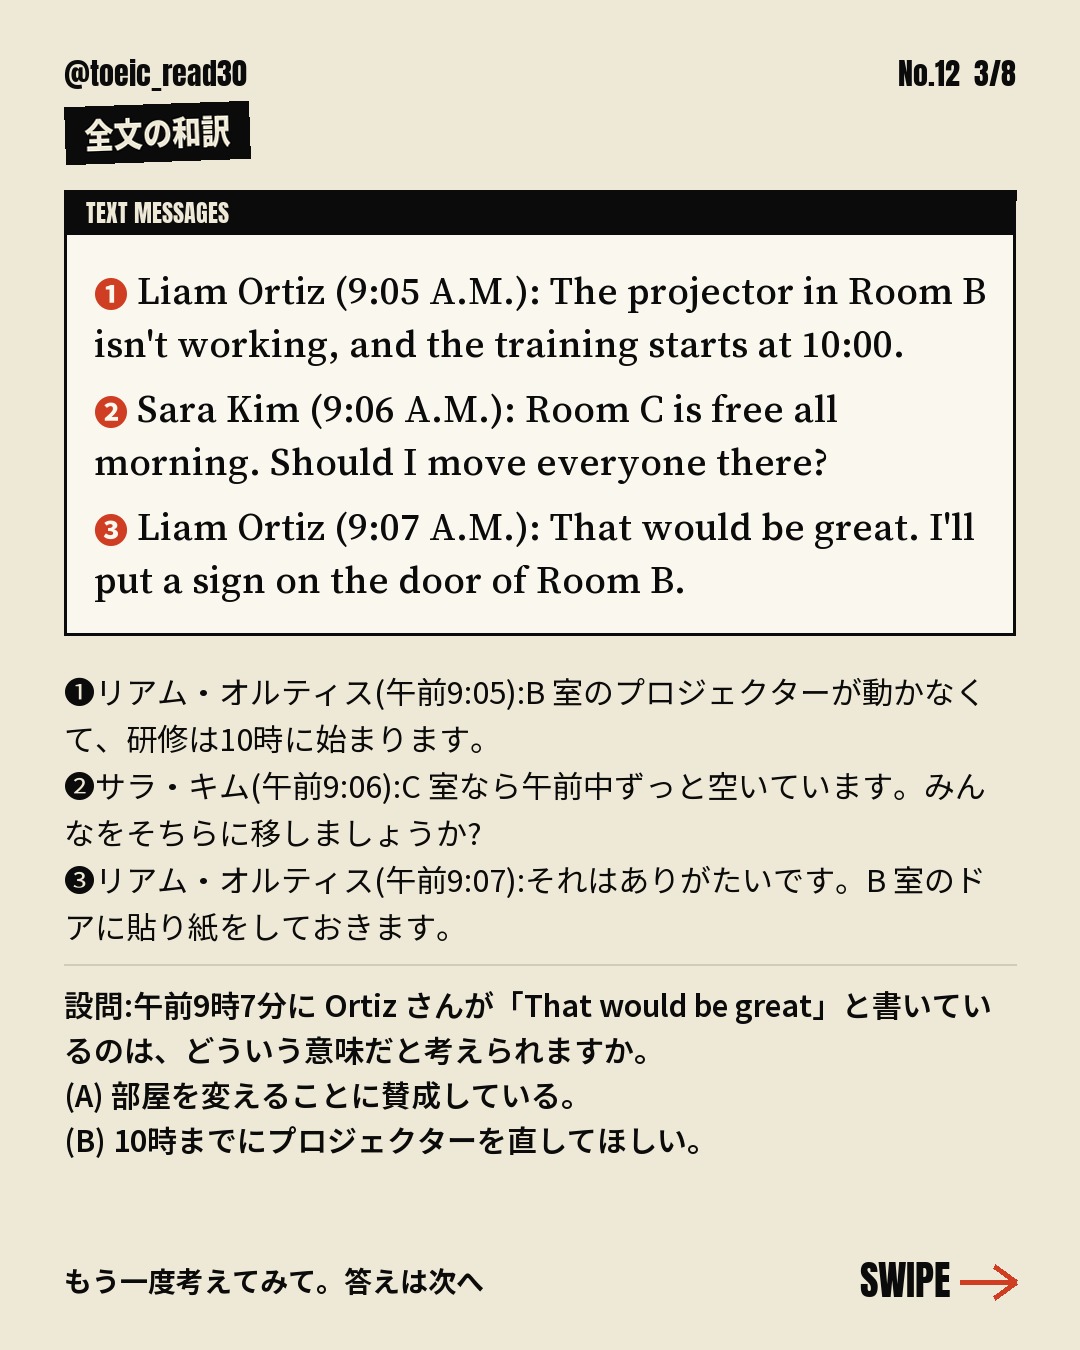 @toeic_read30
No.12 3/8
全文の和訳
TEXT MESSAGES
❶ Liam Ortiz (9:05 A.M.): The projector in Room B
isn't working, and the training starts at 10:00.
❷ Sara Kim (9:06 A.M.): Room C is free all
morning. Should I move everyone there?
❸ Liam Ortiz (9:07 A.M.): That would be great. I'll
put a sign on the door of Room B.
❶リアム・オルティス(午前9:05):B 室のプロジェクターが動かなく
て、研修は10時に始まります。
❷サラ・キム(午前9:06):C 室なら午前中ずっと空いています。みん
なをそちらに移しましょうか?
❸リアム・オルティス(午前9:07):それはありがたいです。B 室のド
アに貼り紙をしておきます。
設問:午前9時7分に Ortiz さんが「That would be great」と書いてい
るのは、どういう意味だと考えられますか。
(A) 部屋を変えることに賛成している。
(B) 10時までにプロジェクターを直してほしい。
もう一度考えてみて。答えは次へ
SWIPE